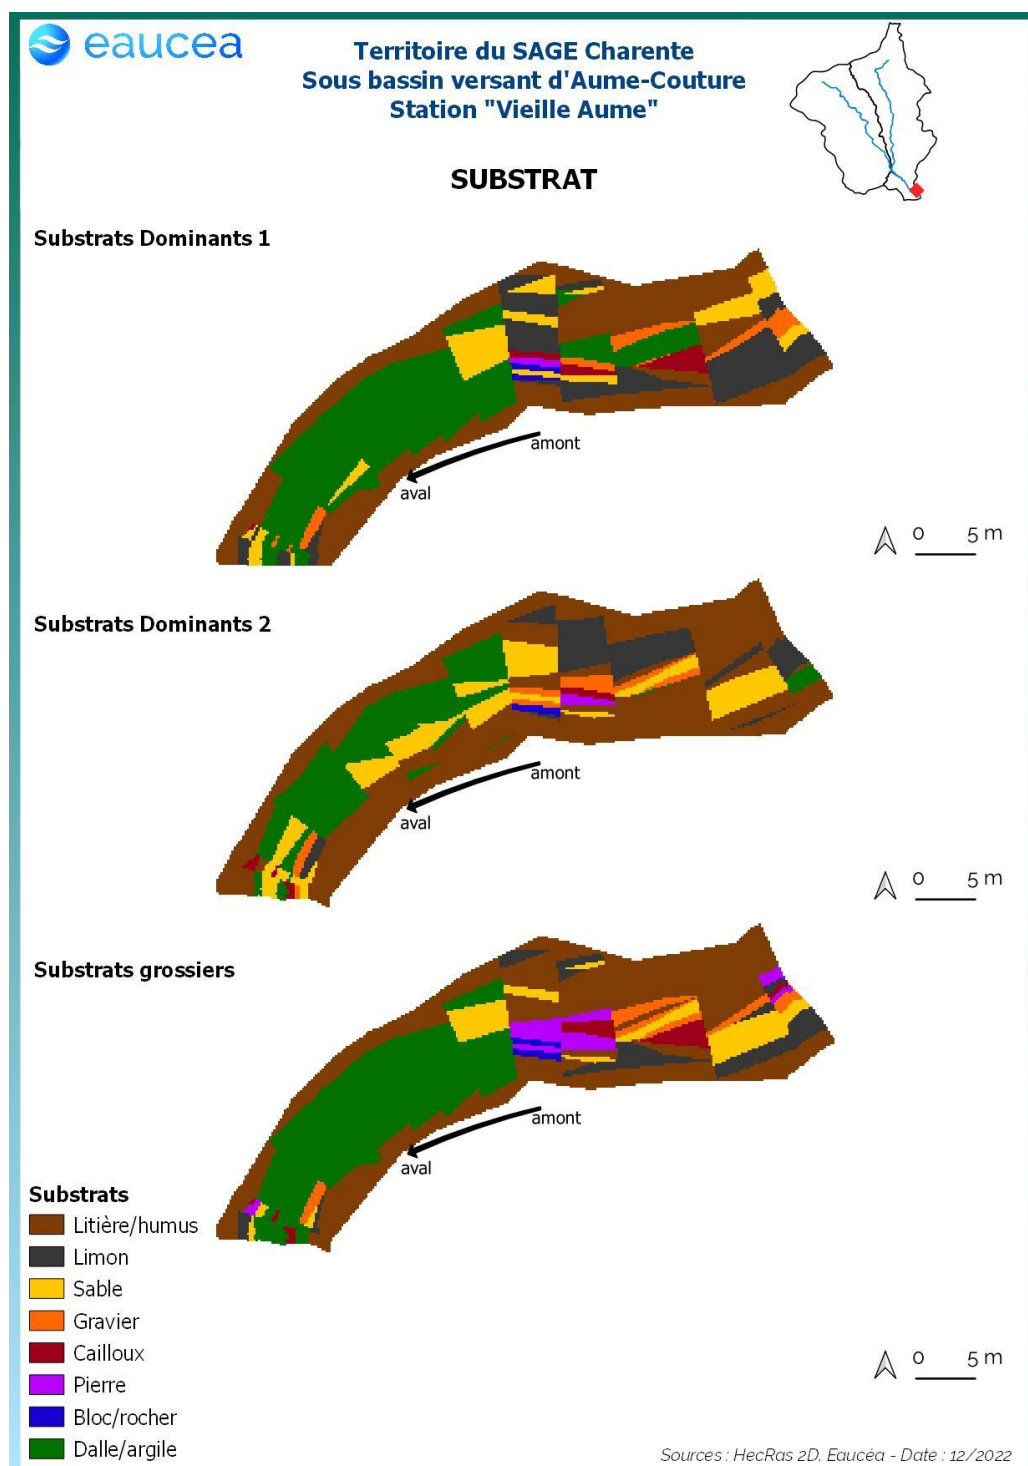 eaucea
Territoire du SAGE Charente
Sous bassin versant d'Aume-Couture
Station "Vieille Aume"
SUBSTRAT
Substrats Dominants 1
amont
aval
0 5 m
Substrats Dominants 2
amont
aval
0 5 m
Substrats grossiers
amont
aval
Substrats
Litière/humus
Limon
Sable
Gravier
Cailloux
Pierre
Bloc/rocher
Dalle/argile
0 5 m
Sources : HecRas 2D. Eaucéa - Date : 12/2022